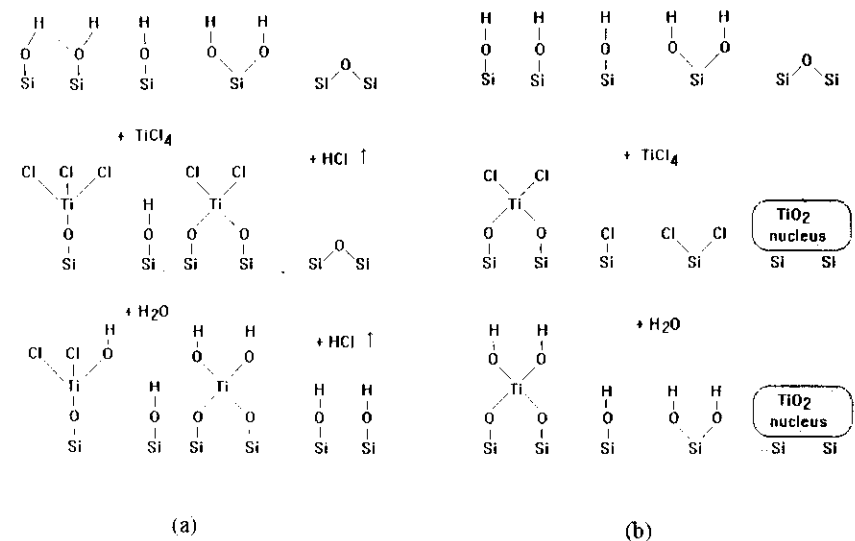 H H H H H
O O O O O O
Si Si Si Si Si Si
+ TiCl4
+ HCl ↑
Cl Cl Cl Cl Cl
Ti H Ti
O O O O O
Si Si Si Si Si Si
+ H2O
+ HCl ↑
H H H
Cl Cl O O O
Ti H Ti H H
O O O O O O
Si Si Si Si Si Si
(a)
H H H H H
O O O O O O
Si Si Si Si Si Si
+ TiCl4
Cl Cl
Ti Cl Cl Cl
O O
Si Si Si Si
TiO2
nucleus
Si Si
+ H2O
H H
O O
Ti H H H
O O O O O
Si Si Si Si
TiO2
nucleus
Si Si
(b)